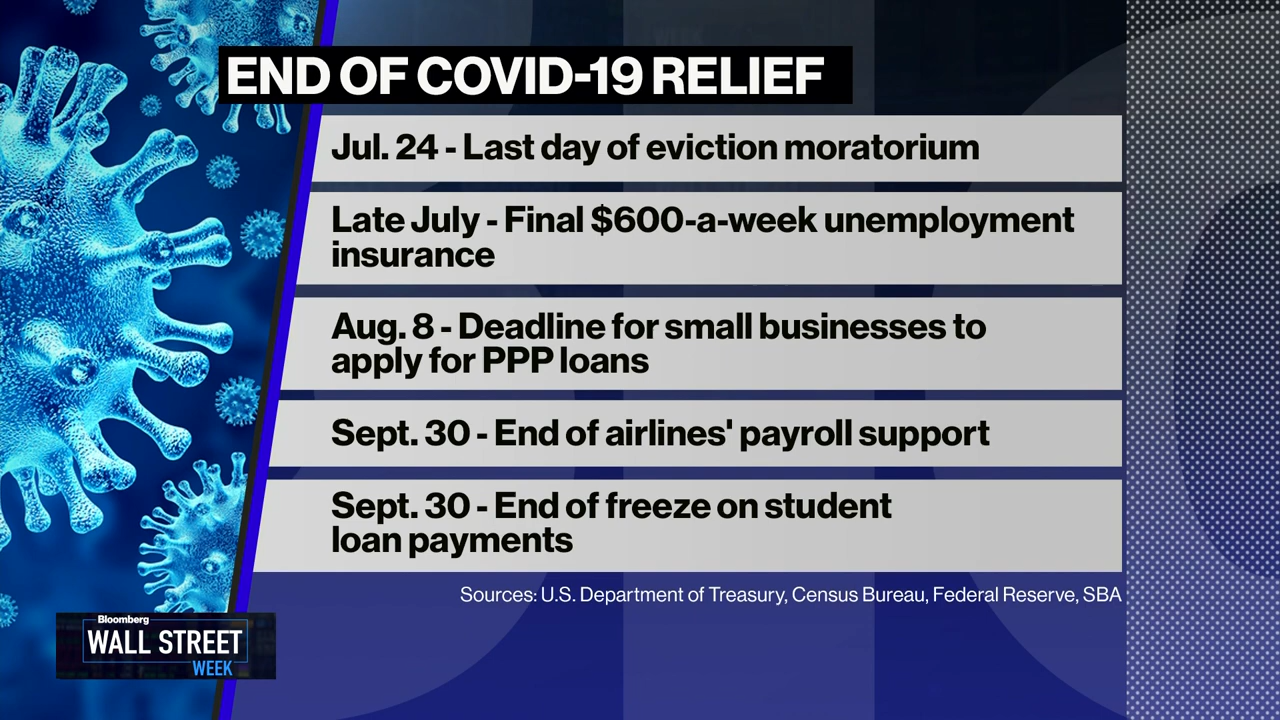 END OF COVID-19 RELIEF
Jul. 24 - Last day of eviction moratorium
Late July - Final $600-a-week unemployment
insurance
Aug. 8 - Deadline for small businesses to
apply for PPP loans
Sept. 30 - End of airlines' payroll support
Sept. 30 - End of freeze on student
loan payments
Sources: U.S. Department of Treasury, Census Bureau, Federal Reserve, SBA
Bloomberg
WALL STREET
WEEK